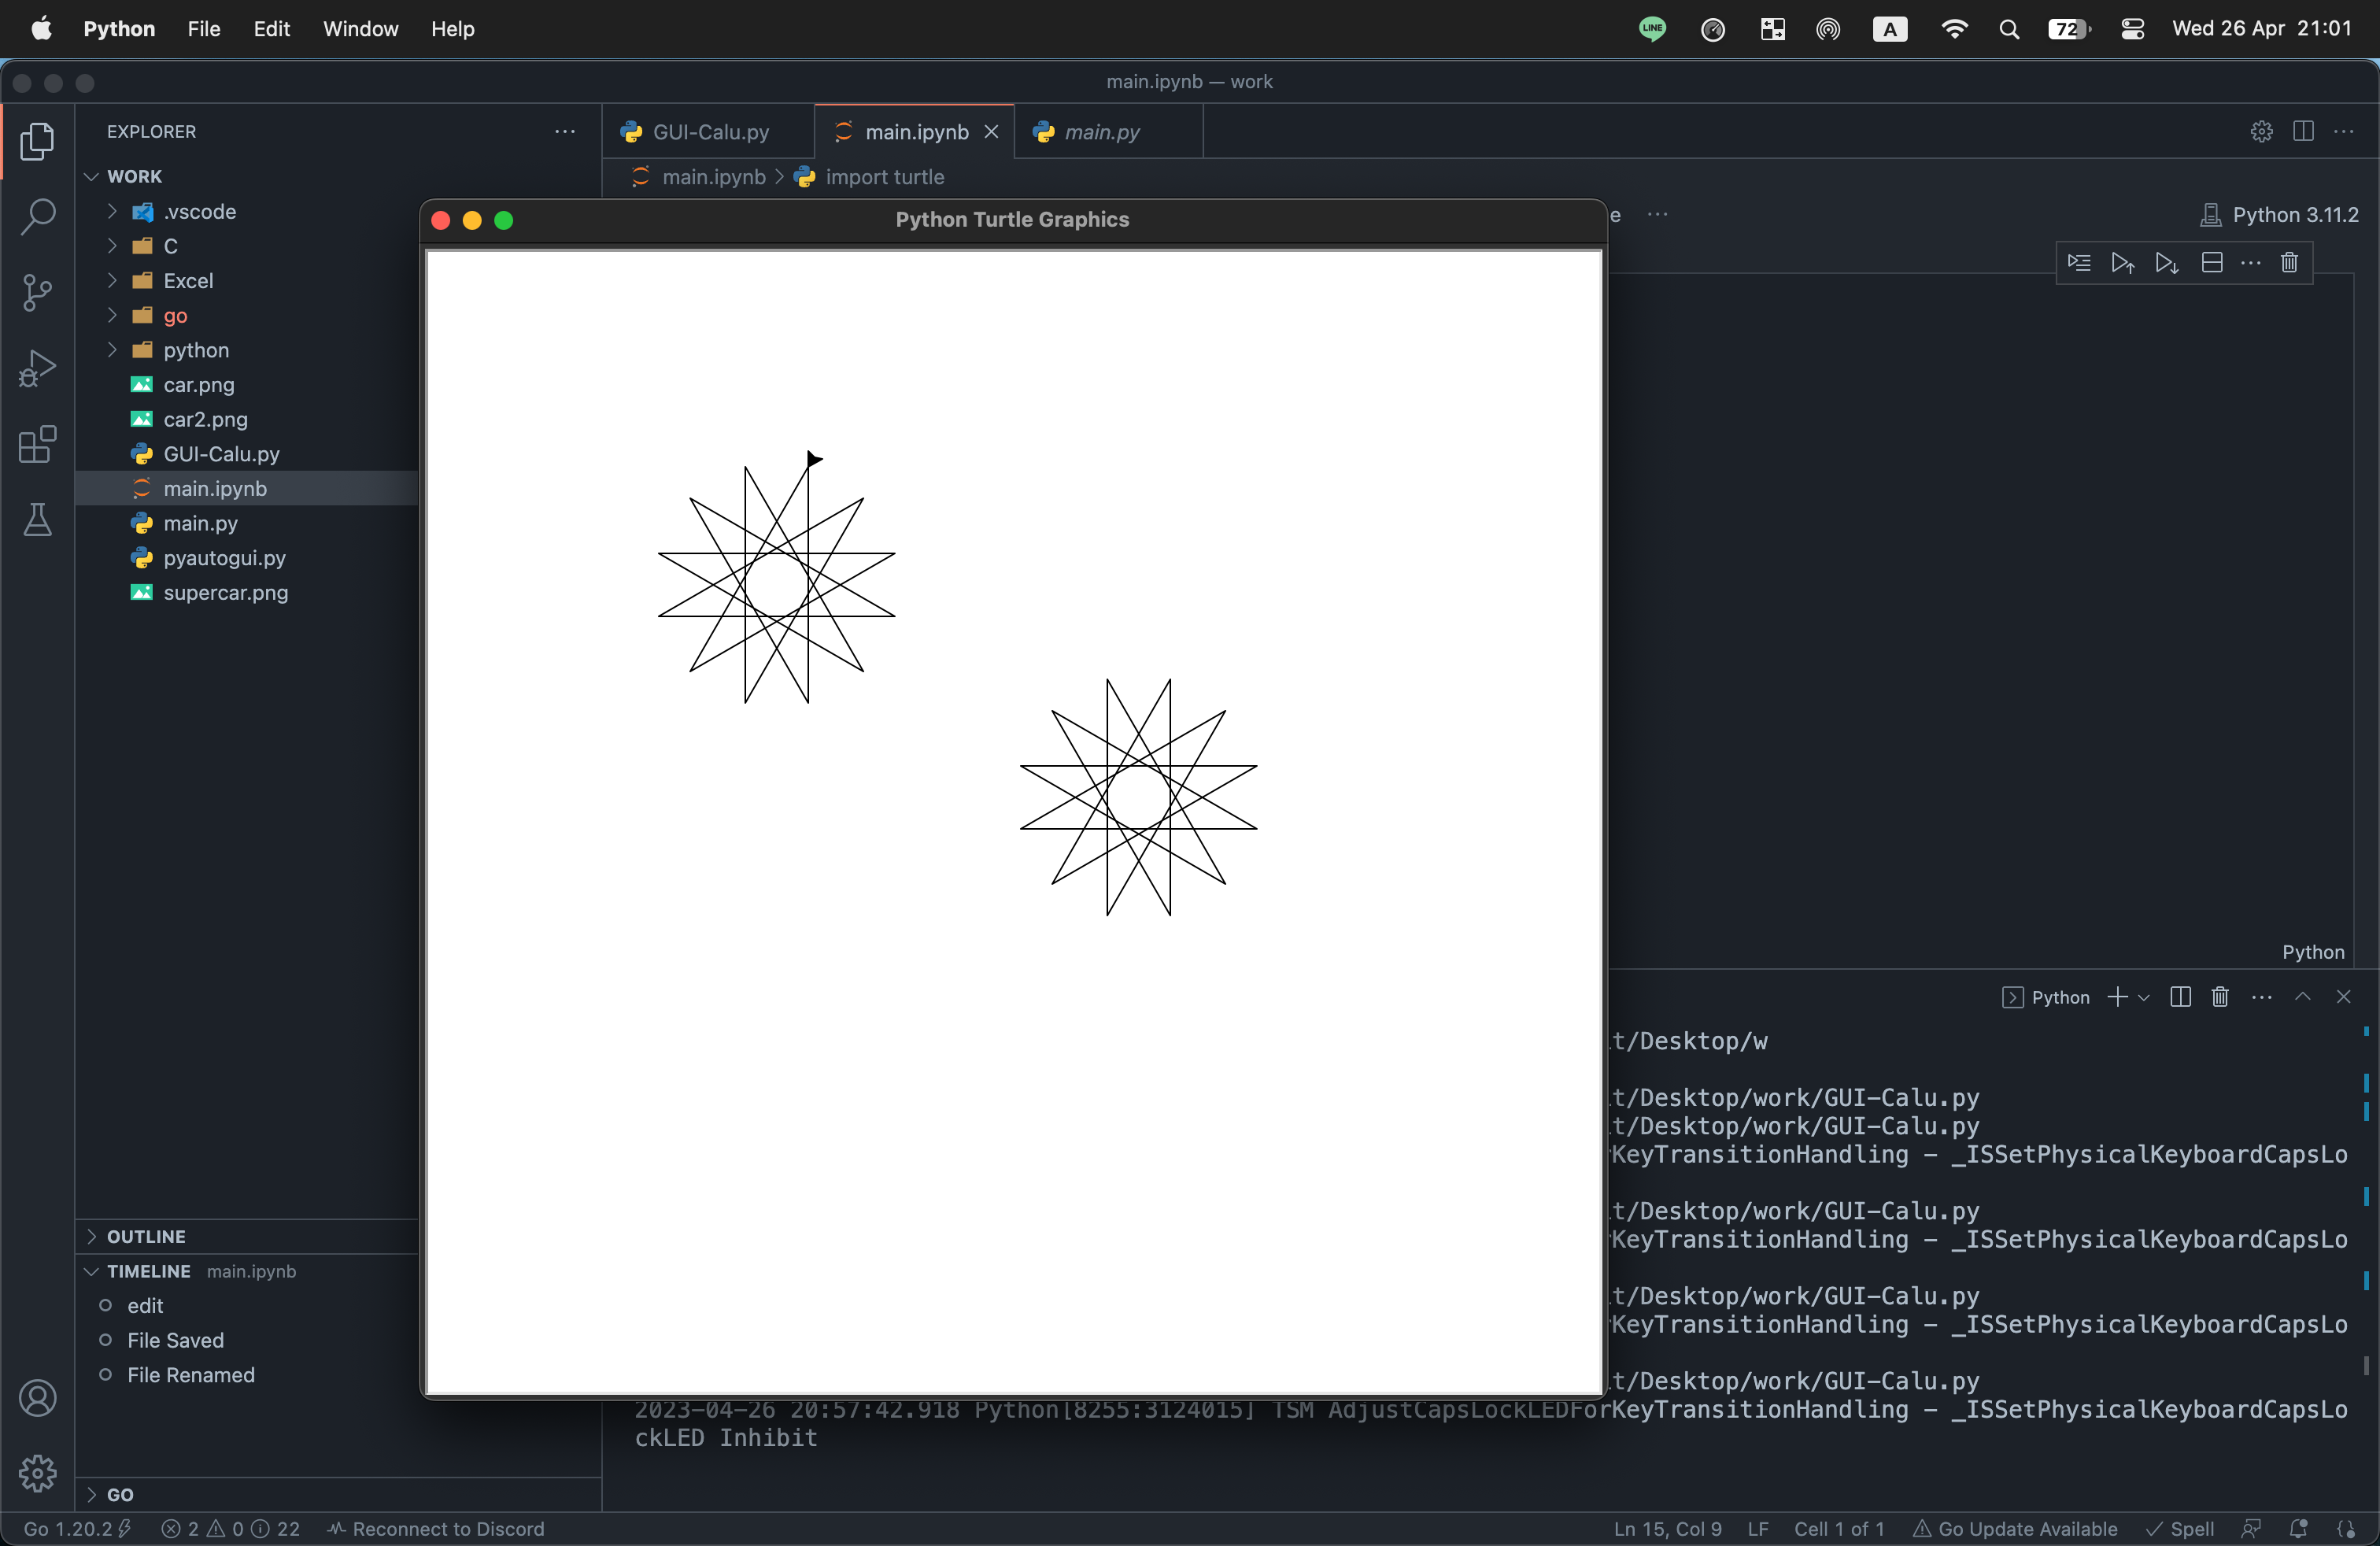 Python File Edit Window Help LINE A 72 Wed 26 Apr 21:01
main.ipynb — work
EXPLORER
GUI-Calu.py main.ipynb main.py
main.ipynb > import turtle
WORK
.vscode
C
Excel
go
python
car.png
car2.png
GUI-Calu.py
main.ipynb
main.py
pyautogui.py
supercar.png
OUTLINE
TIMELINE main.ipynb
edit
File Saved
File Renamed
GO
Python Turtle Graphics
e ... Python 3.11.2
Python
Python
t/Desktop/w
t/Desktop/work/GUI-Calu.py
t/Desktop/work/GUI-Calu.py
KeyTransitionHandling - _ISSetPhysicalKeyboardCapsLo
t/Desktop/work/GUI-Calu.py
KeyTransitionHandling - _ISSetPhysicalKeyboardCapsLo
t/Desktop/work/GUI-Calu.py
KeyTransitionHandling - _ISSetPhysicalKeyboardCapsLo
t/Desktop/work/GUI-Calu.py
2023-04-26 20:57:42.918 Python[8255:3124015] TSM AdjustCapsLockLEDForKeyTransitionHandling - _ISSetPhysicalKeyboardCapsLo
ckLED Inhibit
Go 1.20.2 2 0 22 Reconnect to Discord Ln 15, Col 9 LF Cell 1 of 1 Go Update Available Spell